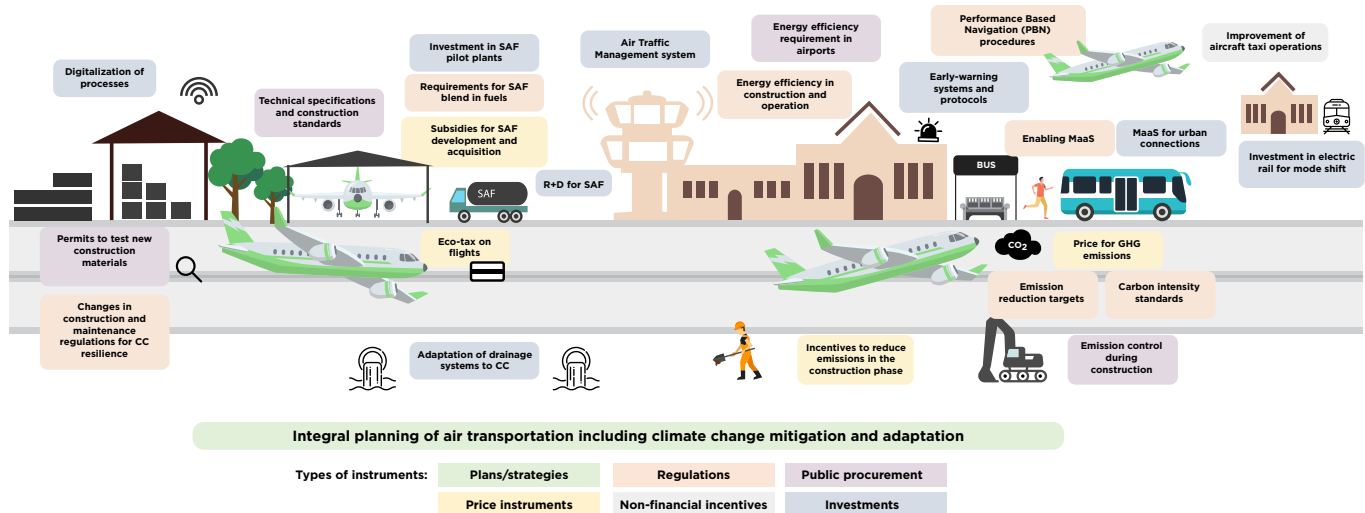 Digitalization of
processes
Technical specifications
and construction
standards
Investment in SAF
pilot plants
Requirements for SAF
blend in fuels
Subsidies for SAF
development and
acquisition
SAF
R+D for SAF
Air Traffic
Management system
Energy efficiency
requirement in
airports
Energy efficiency in
construction and
operation
Performance Based
Navigation (PBN)
procedures
Early-warning
systems and
protocols
Improvement of
aircraft taxi operations
Enabling MaaS
MaaS for urban
connections
Investment in electric
rail for mode shift
BUS
Permits to test new
construction
materials
Changes in
construction and
maintenance
regulations for CC
resilience
Eco-tax on
flights
CO2
Price for GHG
emissions
Emission
reduction targets
Carbon intensity
standards
Adaptation of drainage
systems to CC
Incentives to reduce
emissions in the
construction phase
Emission control
during
construction
Integral planning of air transportation including climate change mitigation and adaptation
Types of instruments:
Plans/strategies
Regulations
Public procurement
Price instruments
Non-financial incentives
Investments